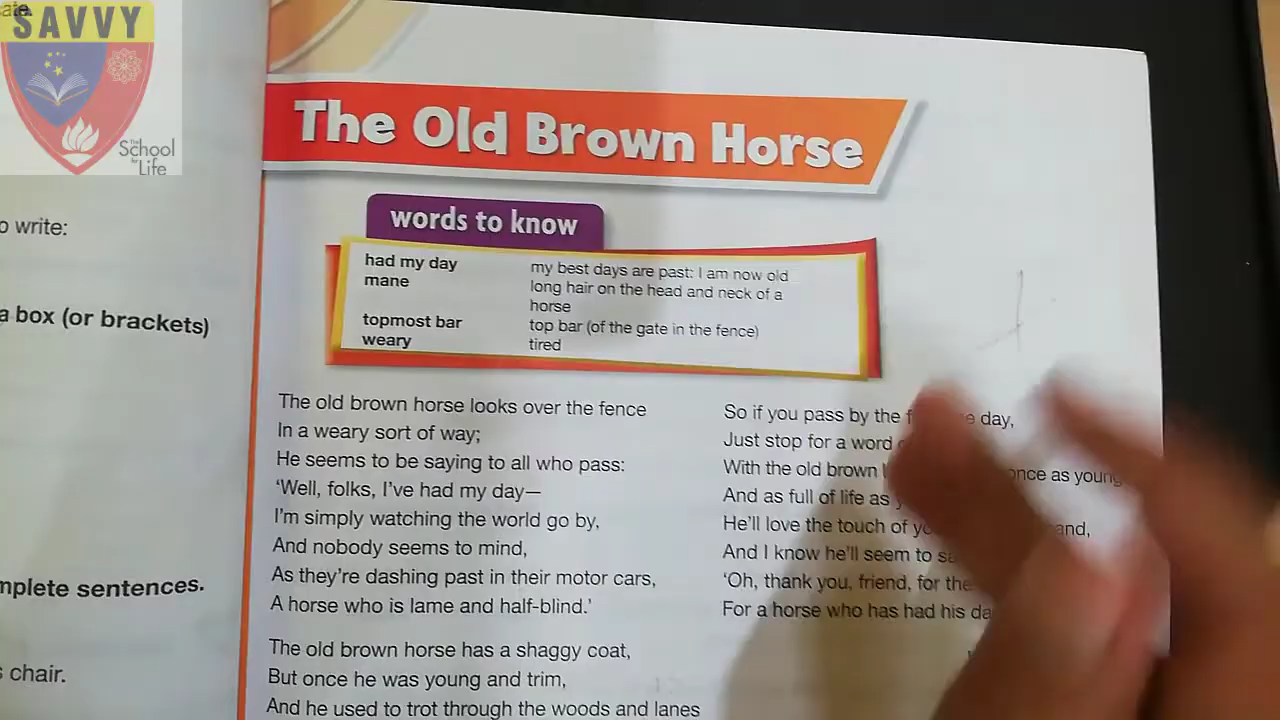 ate.
SAVVY
The School for Life
o write:
a box (or brackets)
mplete sentences.
s chair.
The Old Brown Horse
words to know
had my day my best days are past: I am now old
mane long hair on the head and neck of a
horse
topmost bar top bar (of the gate in the fence)
weary tired
The old brown horse looks over the fence
In a weary sort of way;
He seems to be saying to all who pass:
‘Well, folks, I’ve had my day—
I’m simply watching the world go by,
And nobody seems to mind,
As they’re dashing past in their motor cars,
A horse who is lame and half-blind.’
The old brown horse has a shaggy coat,
But once he was young and trim,
And he used to trot through the woods and lanes
So if you pass by the day,
Just stop for a word
With the old brown once as young
And as full of life as
He’ll love the touch of
And I know he’ll seem to
‘Oh, thank you, friend, for the
For a horse who has had his